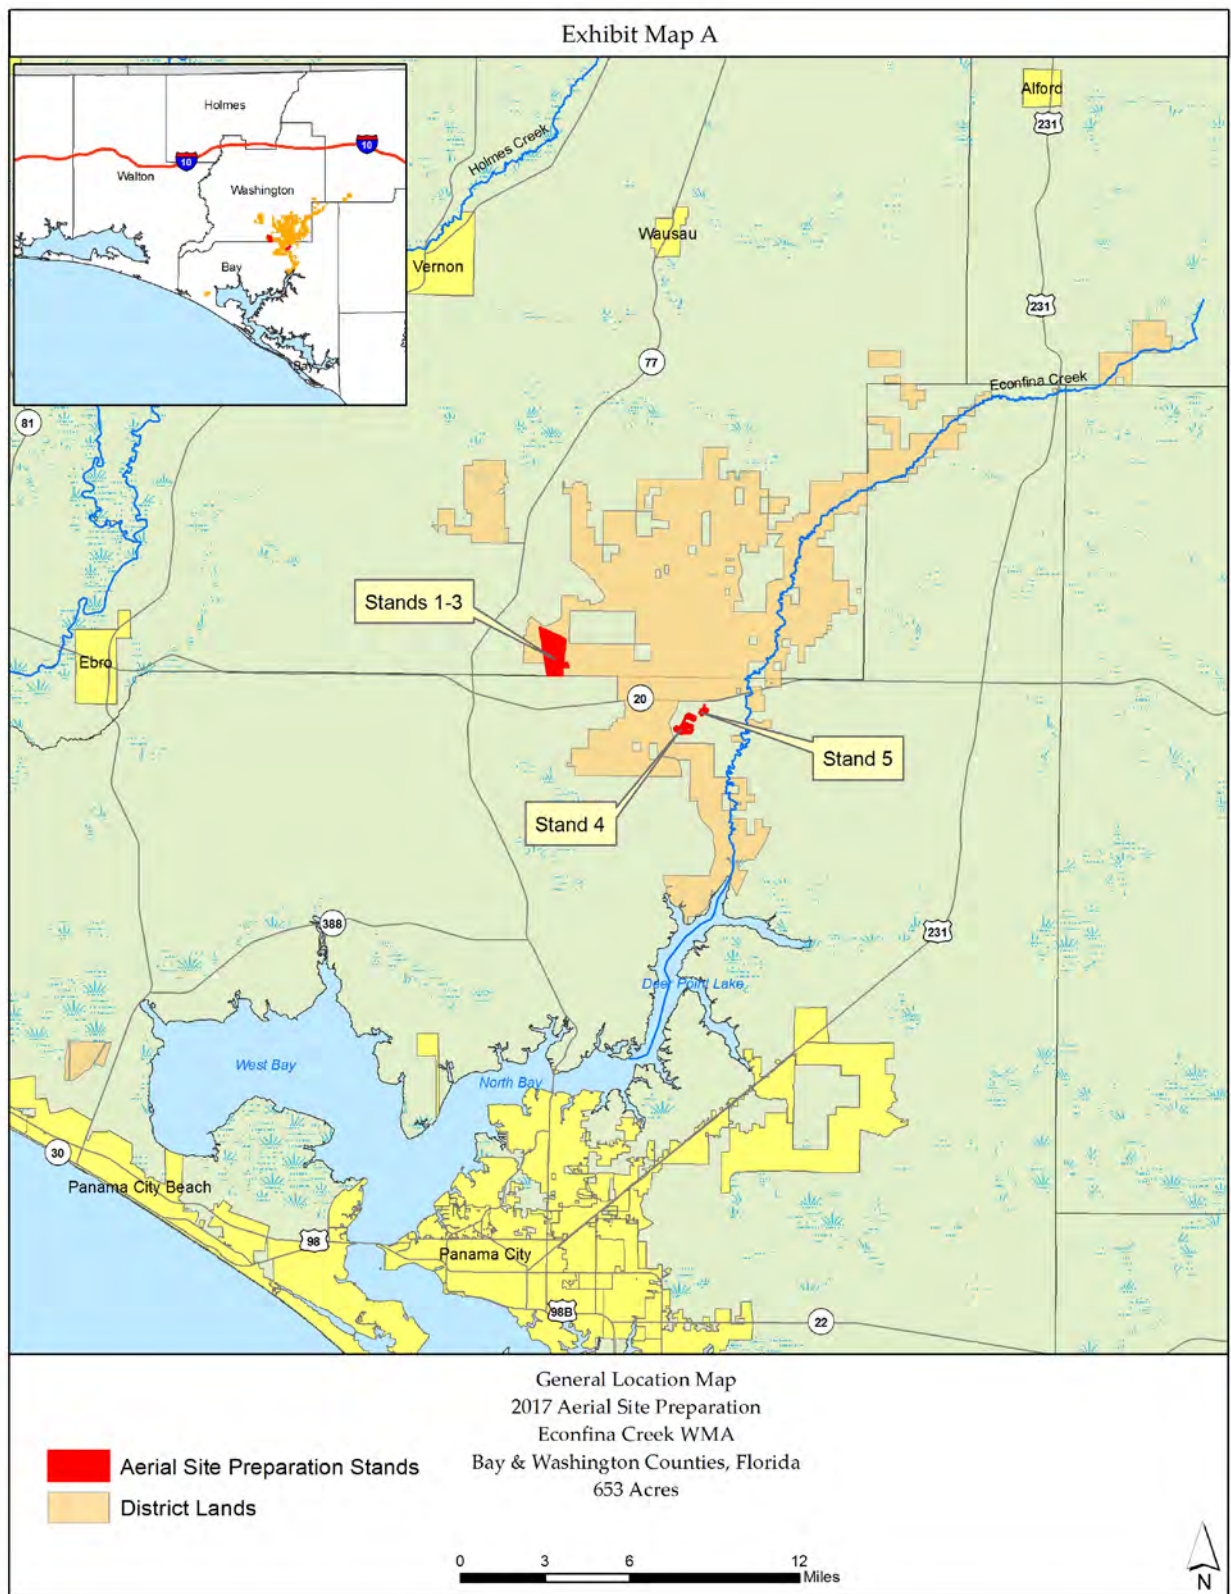 Exhibit Map A
Holmes
10
10
Walton
Washington
Bay
Bay
Holmes Creek
Alford
231
Wausau
Vernon
231
77
Econfina Creek
81
Stands 1-3
Ebro
20
Stand 5
Stand 4
388
231
Deer Point Lake
West Bay
North Bay
30
Panama City Beach
98
Panama City
98B
22
General Location Map
2017 Aerial Site Preparation
Econfina Creek WMA
Bay & Washington Counties, Florida
653 Acres
Aerial Site Preparation Stands
District Lands
0 3 6 12
Miles
N